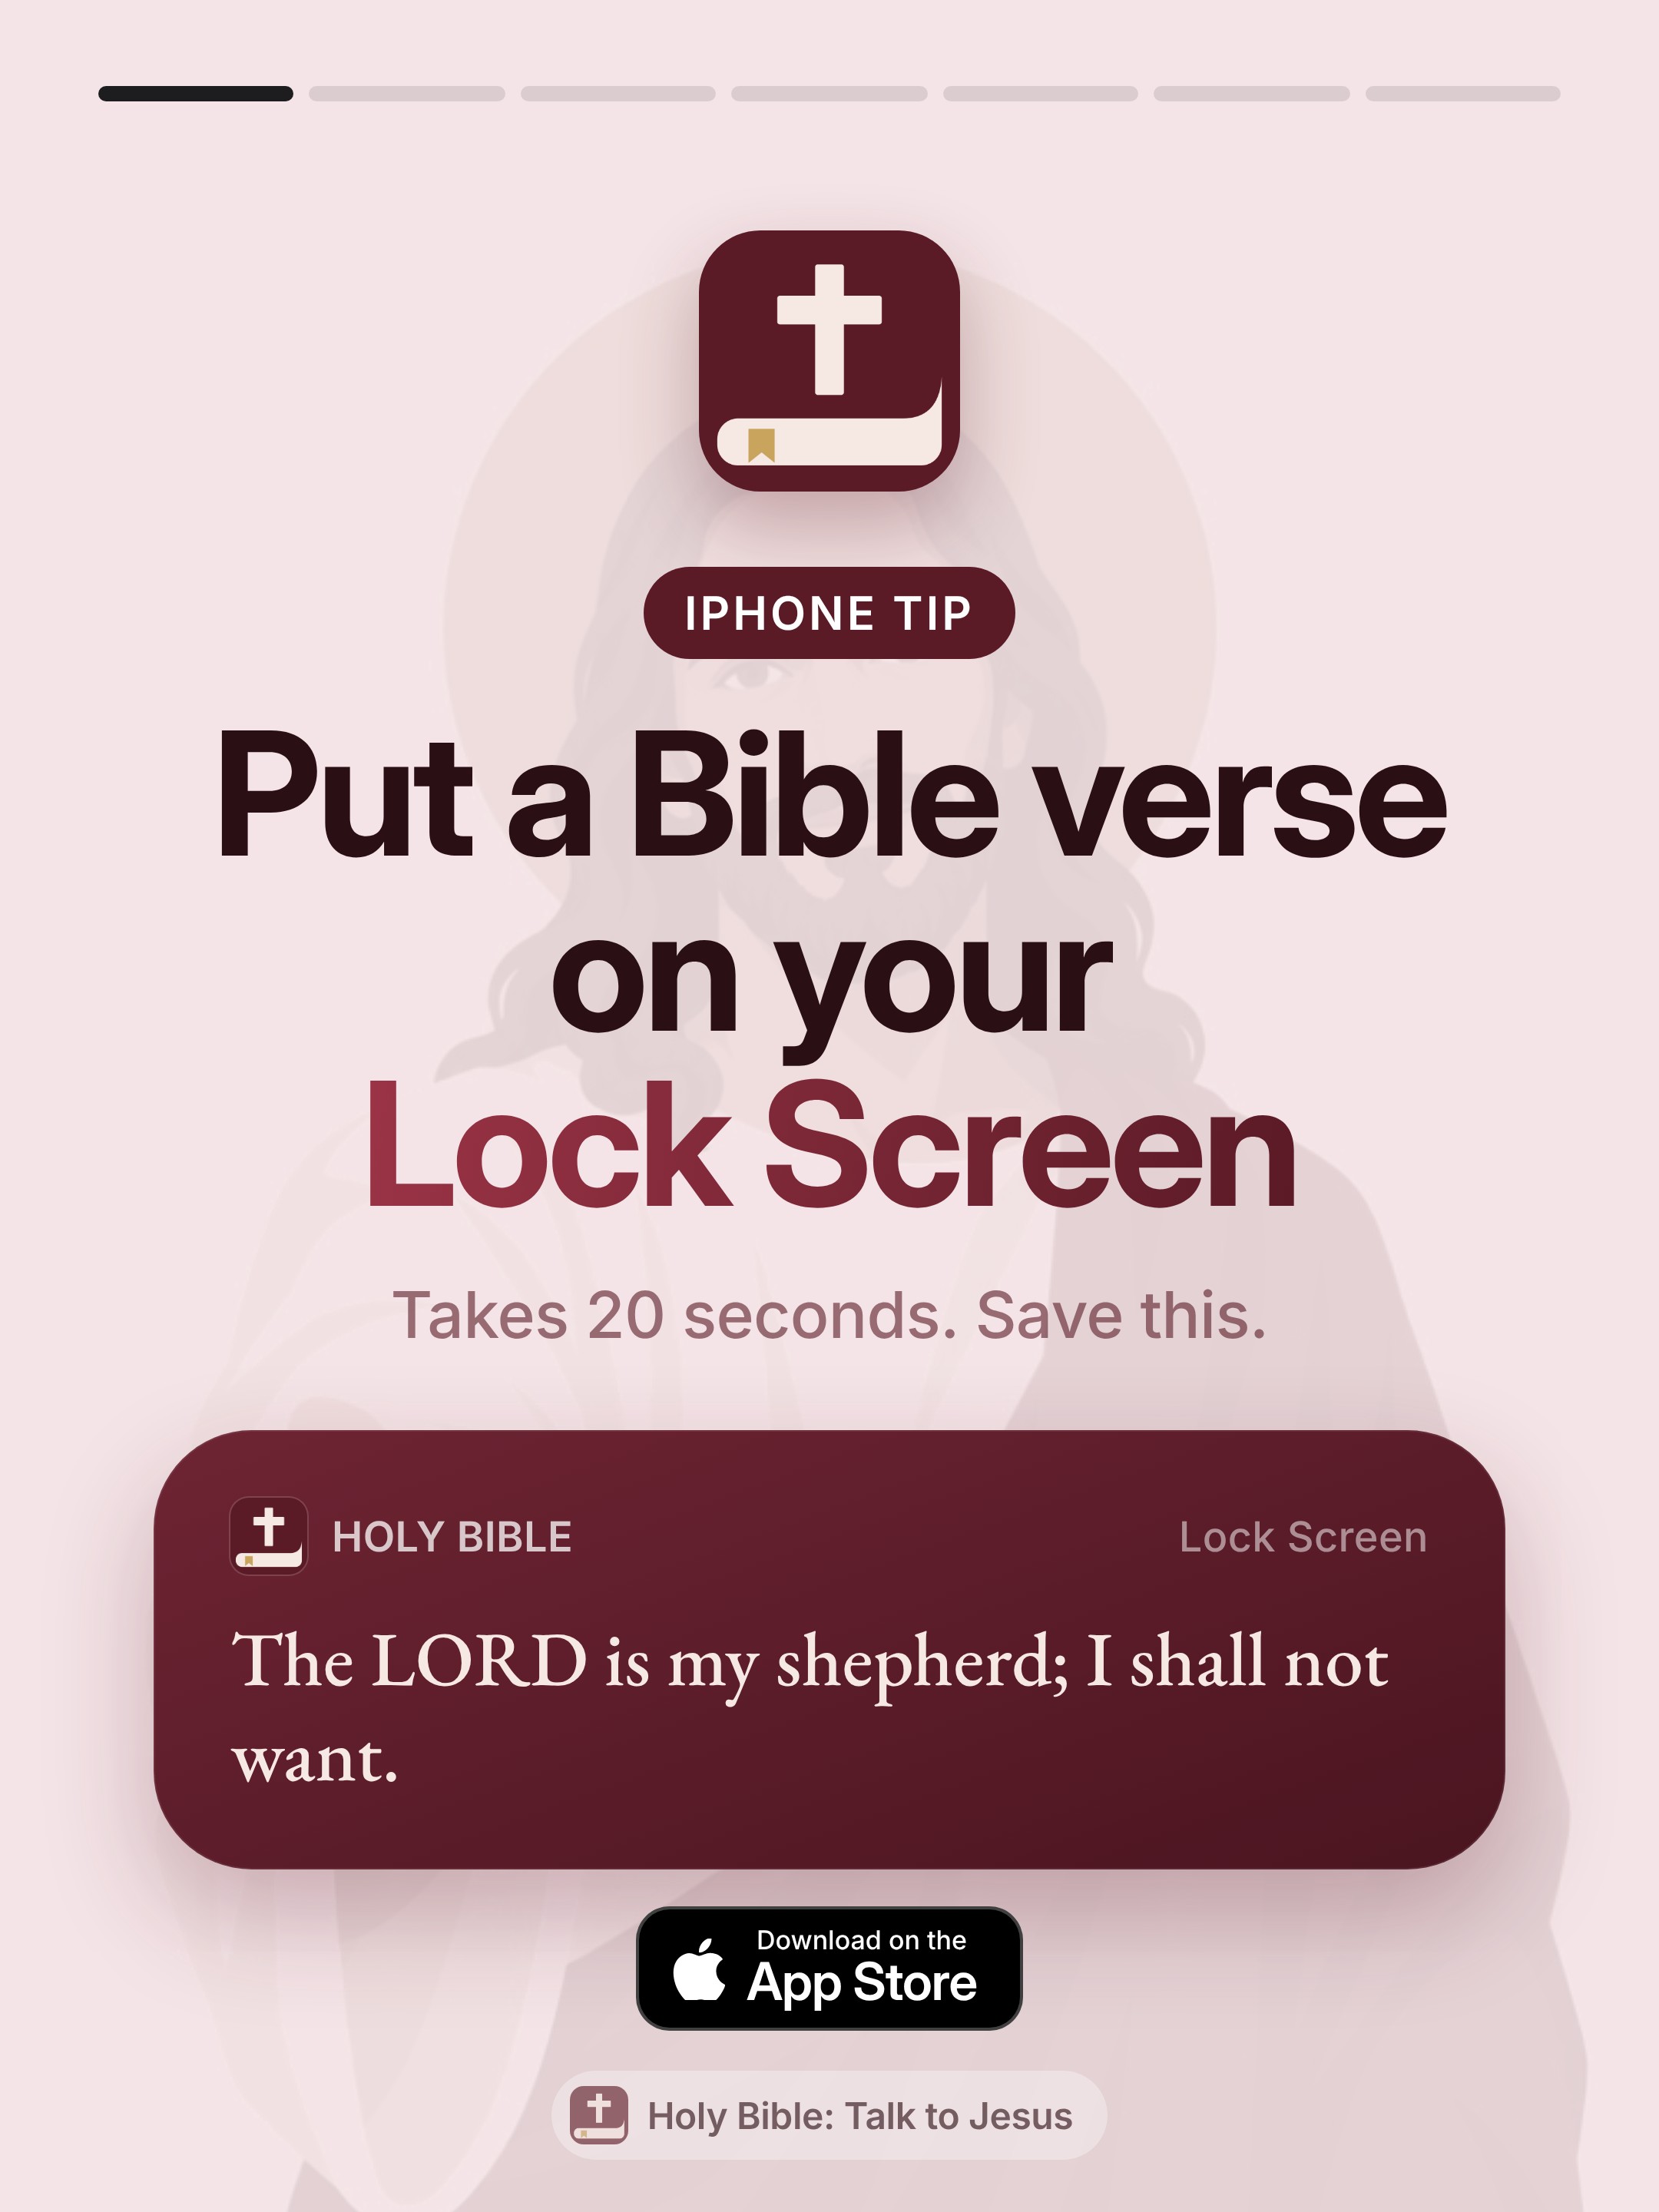 IPHONE TIP
Put a Bible verse
on your
Lock Screen
Takes 20 seconds. Save this.
HOLY BIBLE
Lock Screen
The LORD is my shepherd; I shall not
want.
Download on the
App Store
Holy Bible: Talk to Jesus